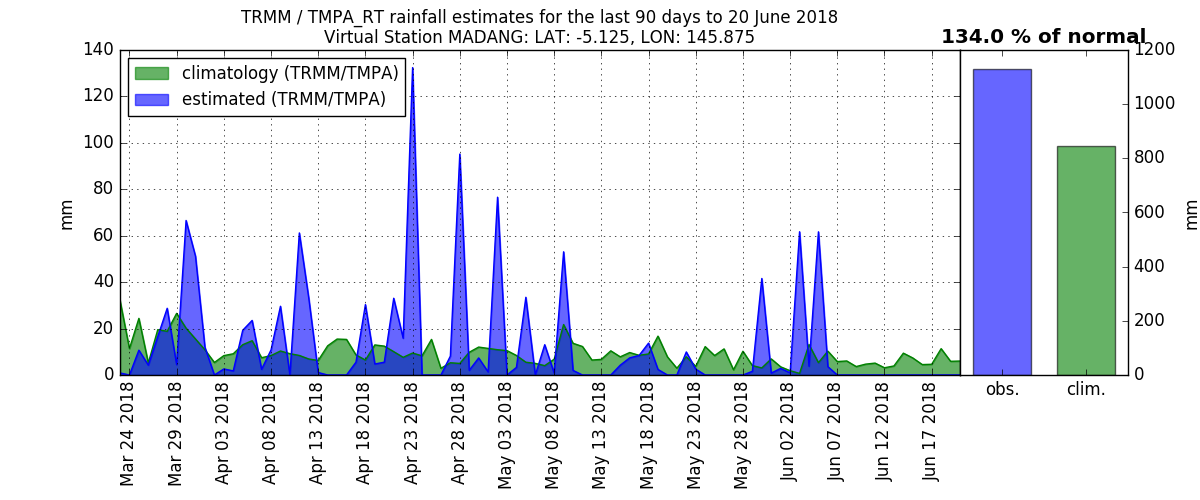 TRMM / TMPA_RT rainfall estimates for the last 90 days to 20 June 2018
Virtual Station MADANG: LAT: -5.125, LON: 145.875
134.0 % of normal
climatology (TRMM/TMPA)
estimated (TRMM/TMPA)
mm
140
120
100
80
60
40
20
0
Mar 24 2018
Mar 29 2018
Apr 03 2018
Apr 08 2018
Apr 13 2018
Apr 18 2018
Apr 23 2018
Apr 28 2018
May 03 2018
May 08 2018
May 13 2018
May 18 2018
May 23 2018
May 28 2018
Jun 02 2018
Jun 07 2018
Jun 12 2018
Jun 17 2018
1200
1000
800
600
400
200
0
mm
obs.
clim.